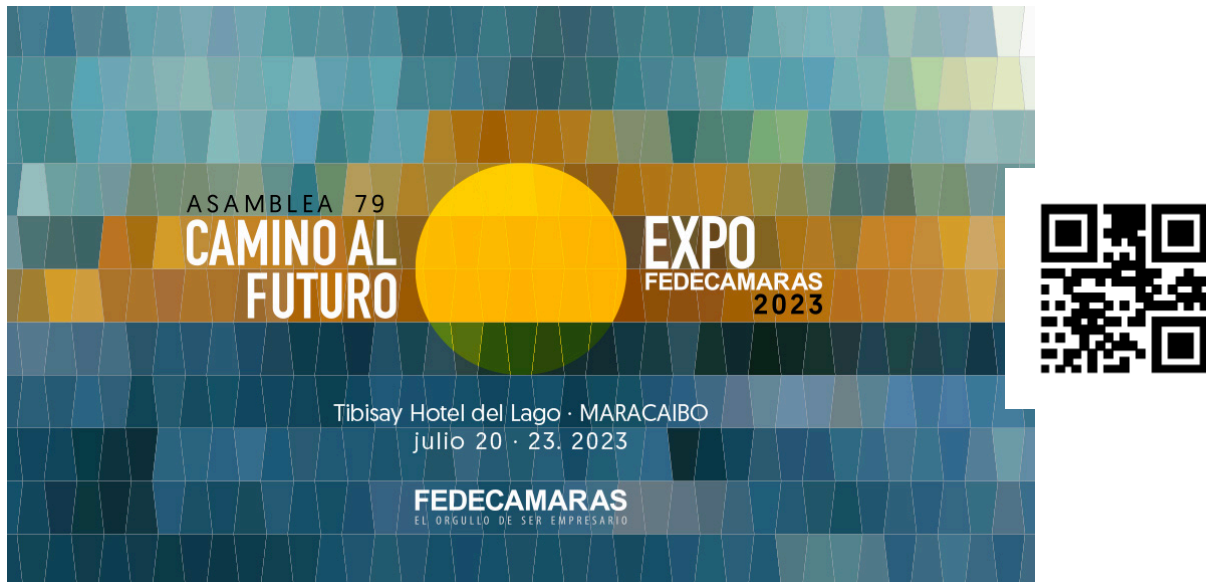 ASAMBLEA 79
CAMINO AL
FUTURO
EXPO
FEDECAMARAS
2023
Tibisay Hotel del Lago · MARACAIBO
julio 20 · 23. 2023
FEDECAMARAS
EL ORGULLO DE SER EMPRESARIO